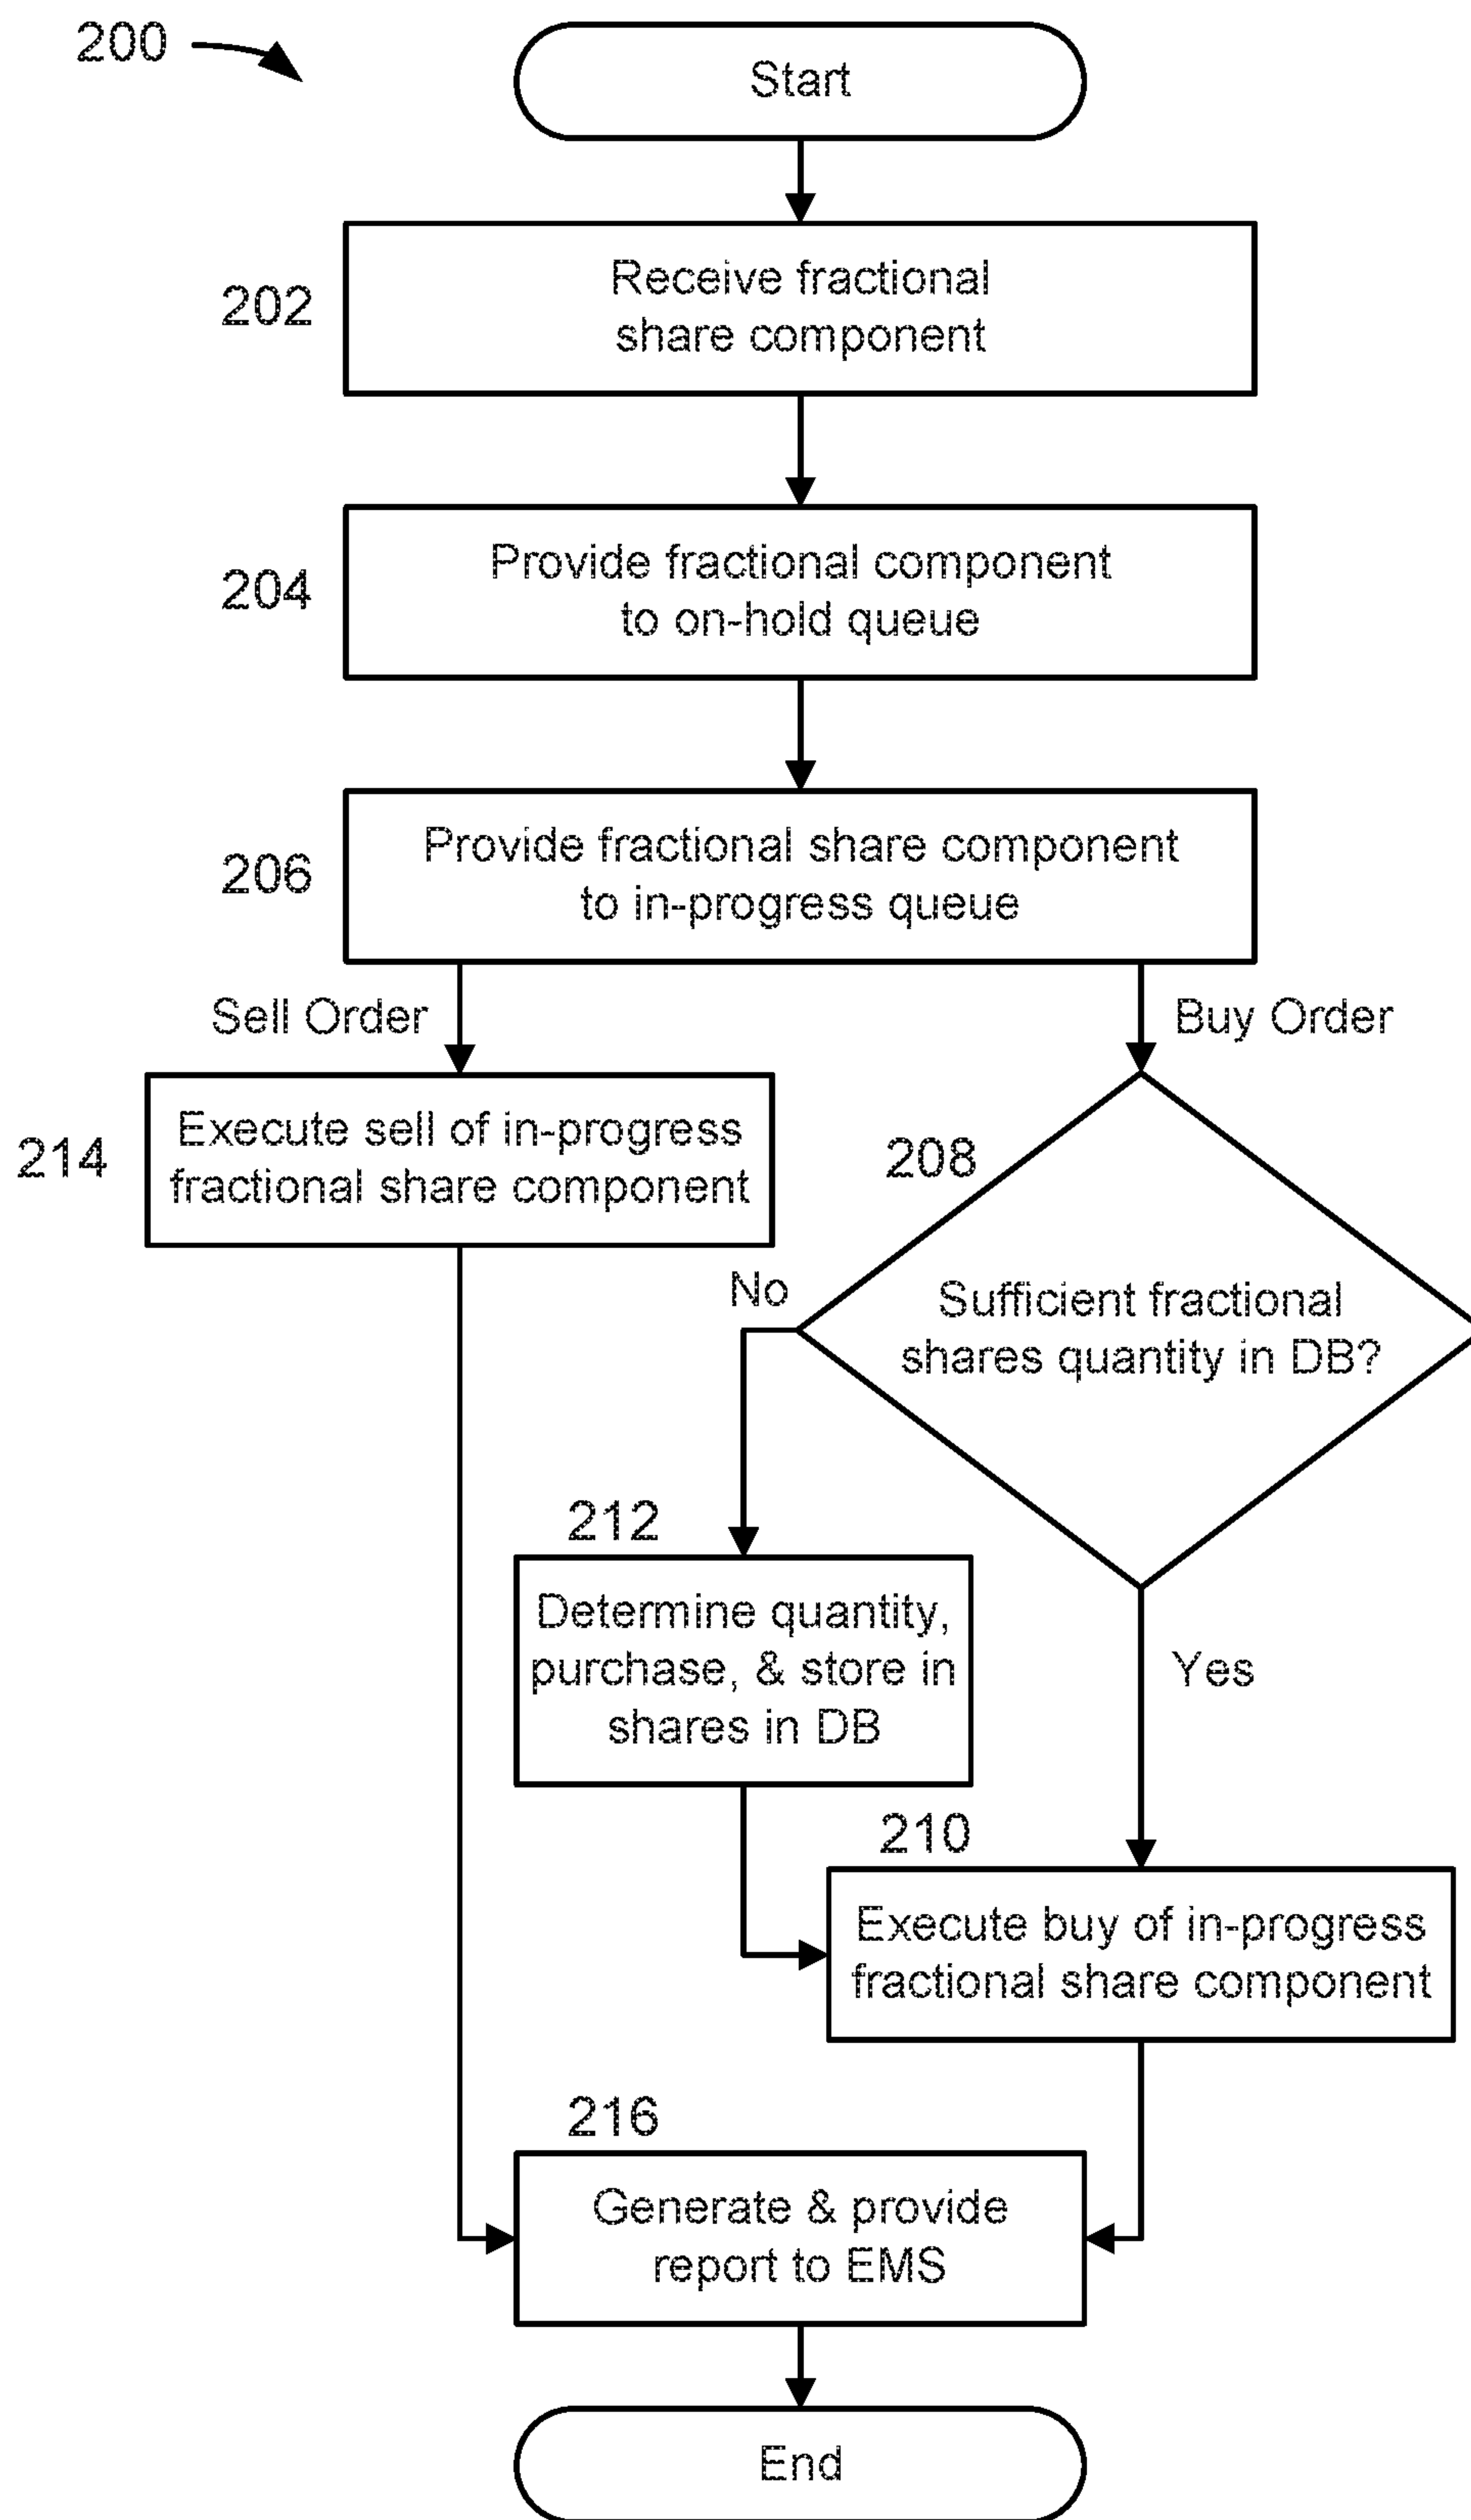 200
Start
202
Receive fractional
share component
204
Provide fractional component
to on-hold queue
206
Provide fractional share component
to in-progress queue
Sell Order
Buy Order
214
Execute sell of in-progress
fractional share component
208
No
Sufficient fractional
shares quantity in DB?
212
Determine quantity,
purchase, & store in
shares in DB
Yes
210
Execute buy of in-progress
fractional share component
216
Generate & provide
report to EMS
End